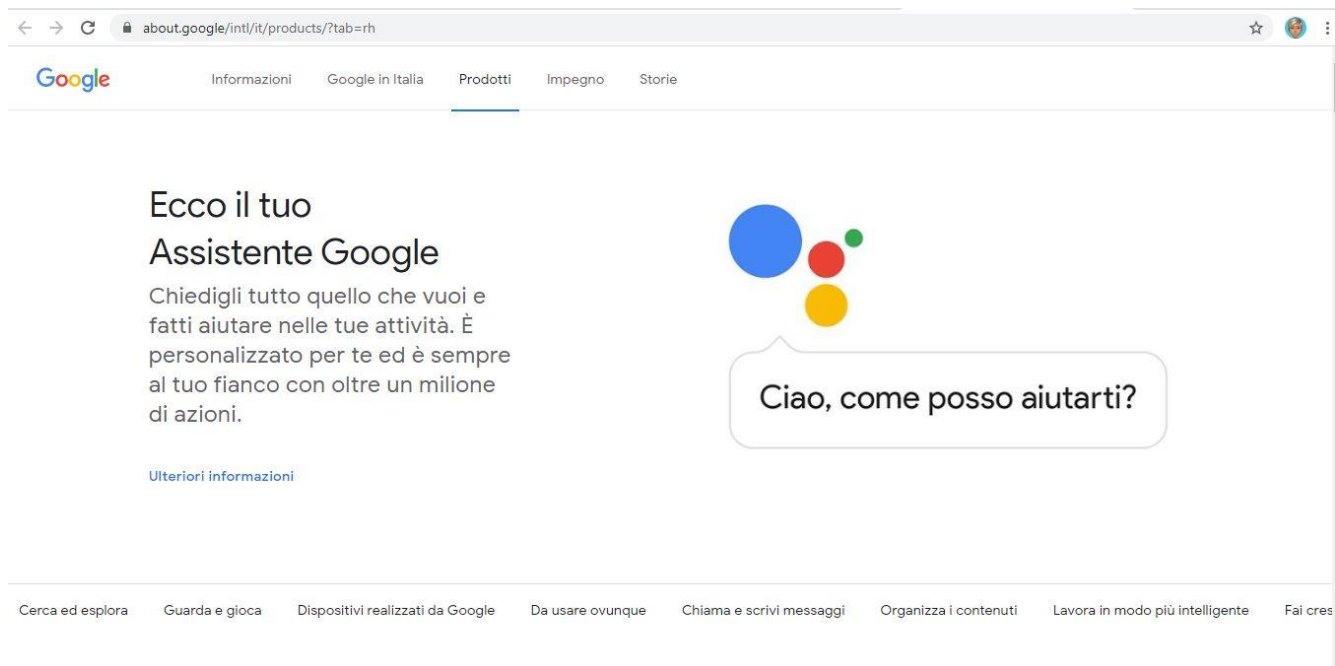 about.google/intl/it/products/?tab=rh
Google Informazioni Google in Italia Prodotti Impegno Storie
Ecco il tuo
Assistente Google
Chiedigli tutto quello che vuoi e
fatti aiutare nelle tue attività. È
personalizzato per te ed è sempre
al tuo fianco con oltre un milione
di azioni.
Ulteriori informazioni
Ciao, come posso aiutarti?
Cerca ed esplora Guarda e gioca Dispositivi realizzati da Google Da usare ovunque Chiama e scrivi messaggi Organizza i contenuti Lavora in modo più intelligente Fai cres